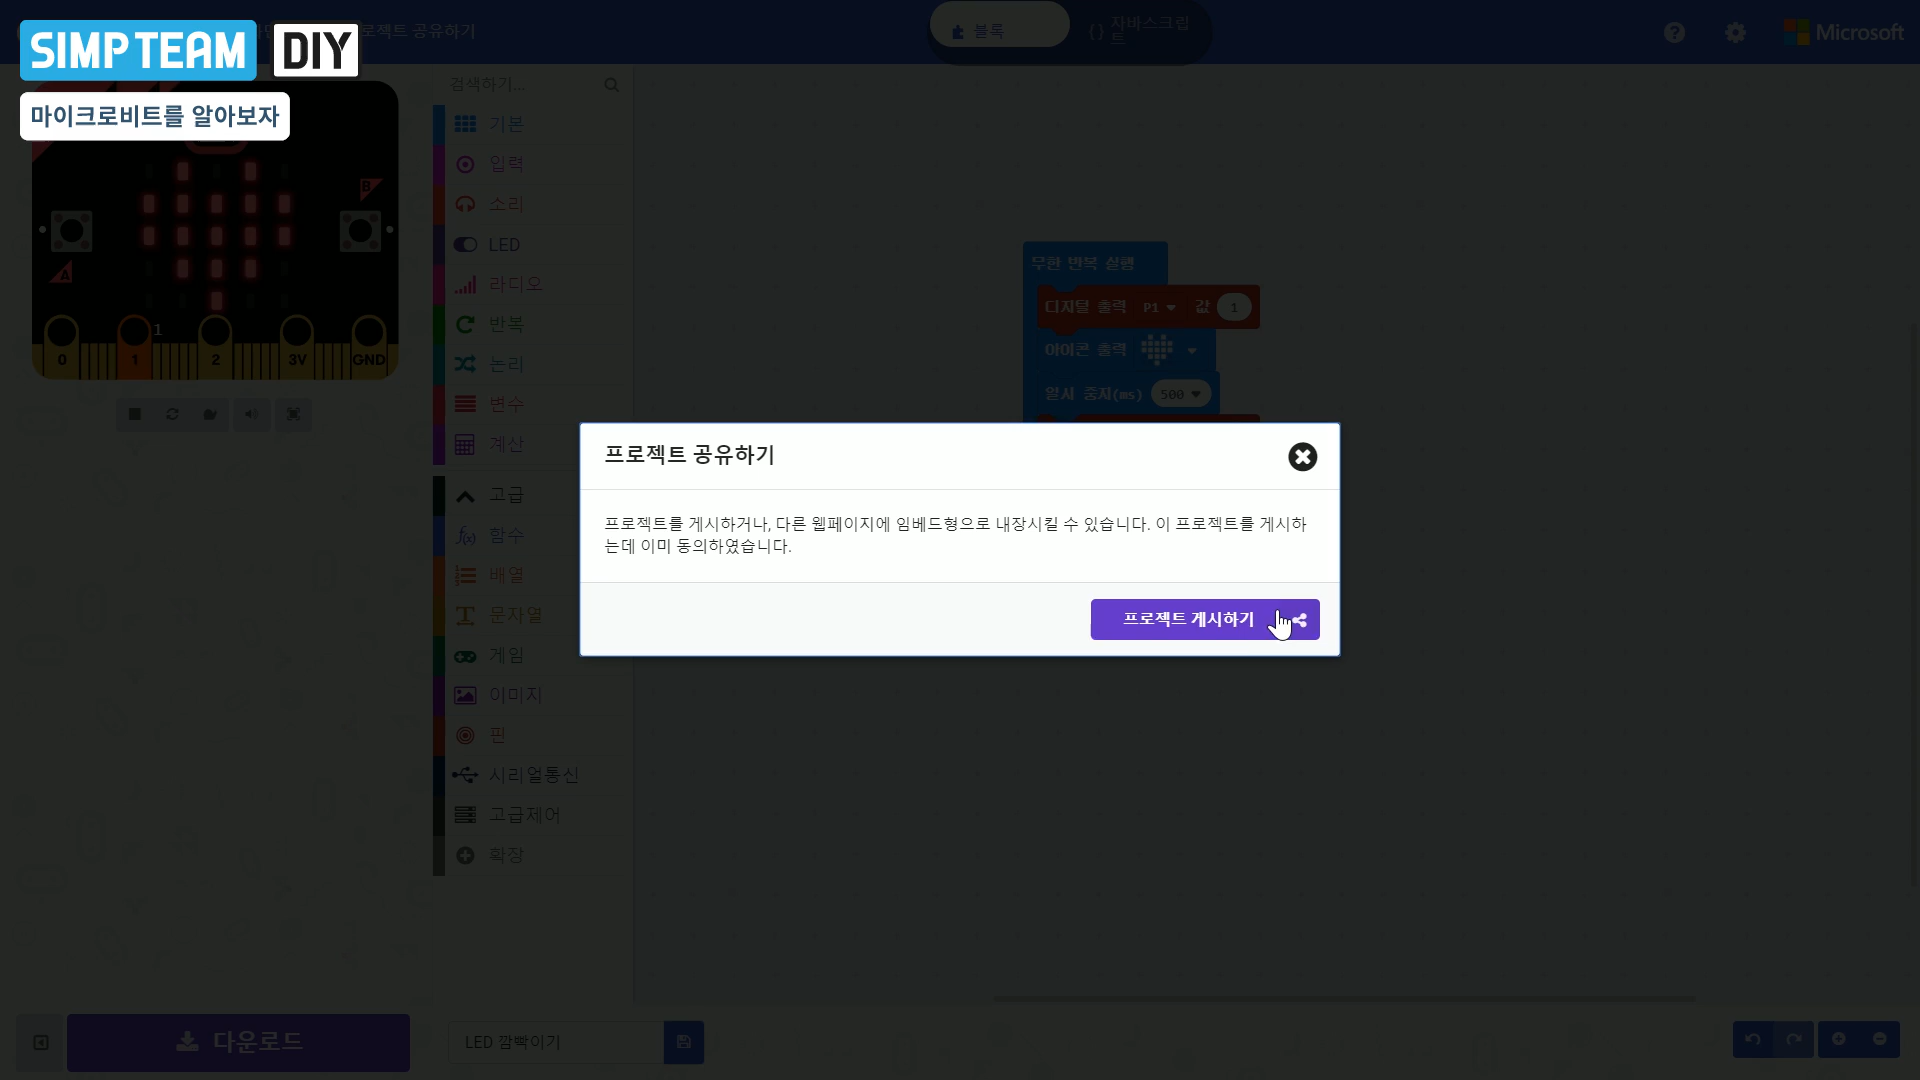 SIMP TEAM DIY
마이크로비트를 알아보자
공유하기
블록
{ } 자바스크립
트
Microsoft
검색하기...
기본
입력
소리
LED
라디오
반복
논리
변수
계산
고급
f(x) 함수
배열
문자열
게임
이미지
핀
시리얼통신
고급제어
확장
A
B
1
0 1 2 3V GND
무한 반복 실행
디지털 출력 P1 값 1
아이콘 출력
일시 중지(ms) 500
프로젝트 공유하기
프로젝트를 게시하거나, 다른 웹페이지에 임베드형으로 내장시킬 수 있습니다. 이 프로젝트를 게시하
는데 이미 동의하였습니다.
프로젝트 게시하기
다운로드
LED 깜빡이기